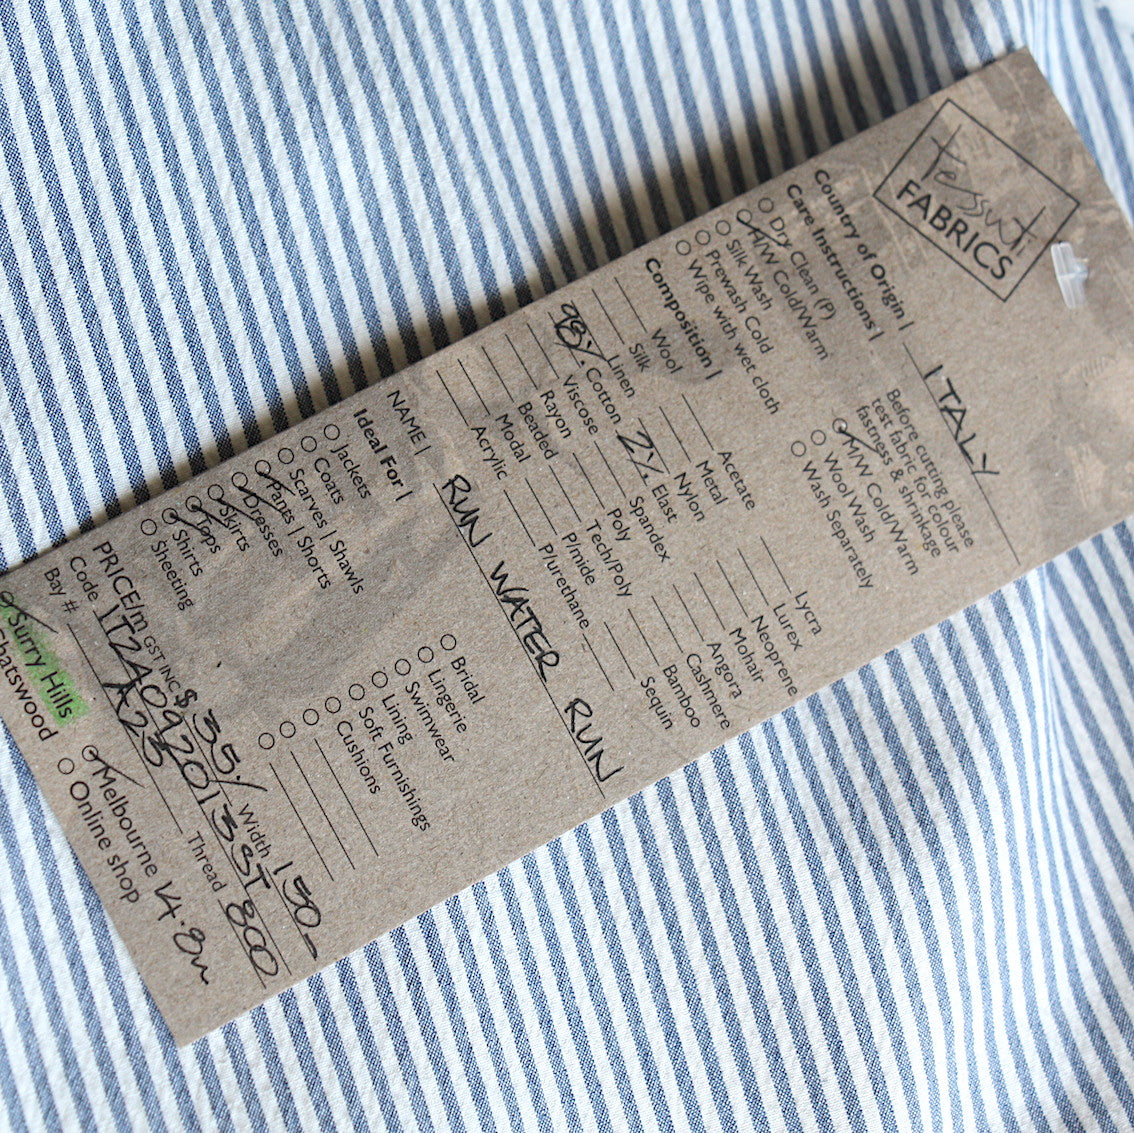 Tessuti
FABRICS
Country of Origin | ITALY
Care Instructions |
Dry Clean (P)
H/W Cold/Warm
Silk Wash
Prewash Cold
Wipe with wet cloth
Before cutting please
test fabric for colour
fastness & shrinkage
M/W Cold/Warm
Wool Wash
Wash Separately
Composition |
Wool
Silk
Linen
98% Cotton
Viscose
Rayon
Beaded
Modal
Acrylic
Acetate
Metal
Nylon
2% Elast
Spandex
Poly
Tech/Poly
P/mide
P/urethane
Lycra
Lurex
Neoprene
Mohair
Angora
Cashmere
Bamboo
Sequin
NAME | RUN WATER RUN
Ideal For |
Jackets
Coats
Scarves | Shawls
Pants | Shorts
Dresses
Skirts
Tops
Shirts
Sheeting
Bridal
Lingerie
Swimwear
Lining
Soft Furnishings
Cushions
PRICE/m GST INC $35/ Width 150-
Code 1T240920135T800
Bay # A23 Thread
Surry Hills
Chatswood
Melbourne 14.8m
Online shop